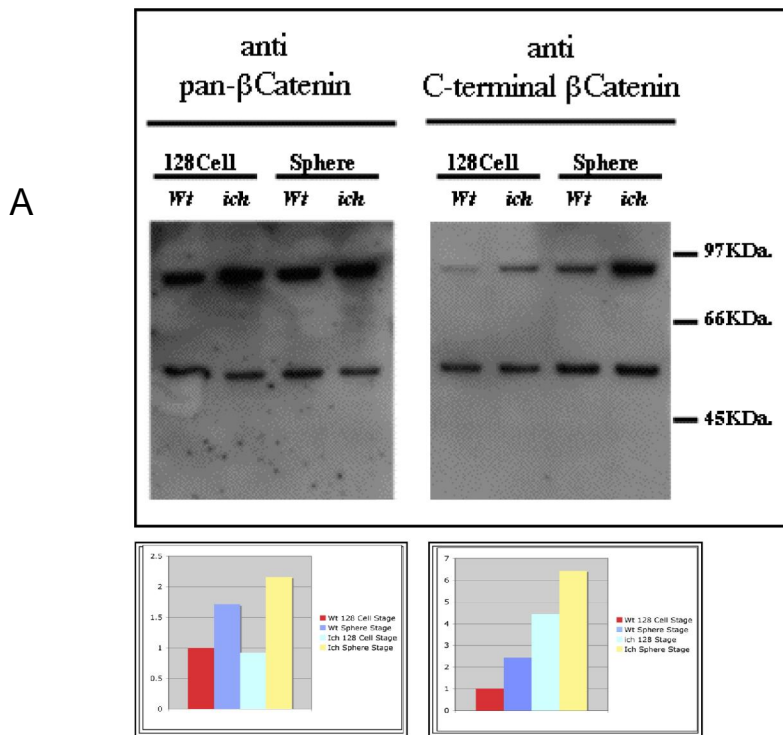 anti
pan-βCatenin
anti
C-terminal βCatenin
128Cell
Sphere
128Cell
Sphere
Wt
ich
Wt
ich
Wt
ich
Wt
ich
A
97KDa.
66KDa.
45KDa.
2.5
2
1.5
1
0.5
0
Wt 128 Cell Stage
Wt Sphere Stage
Ich 128 Cell Stage
Ich Sphere Stage
7
6
5
4
3
2
1
0
Wt 128 Cell Stage
Wt Sphere Stage
ich 128 Cell Stage
Ich Sphere Stage